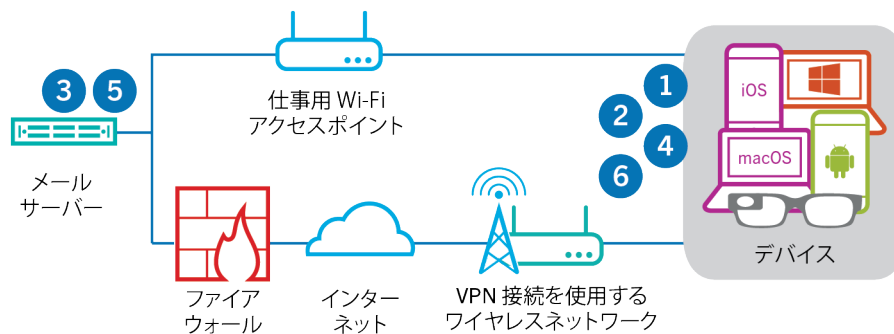 3
5
1
2
4
6
iOS
macOS
仕事用 Wi-Fi
アクセスポイント
メール
サーバー
デバイス
ファイア
ウォール
インター
ネット
VPN 接続を使用する
ワイヤレスネットワーク